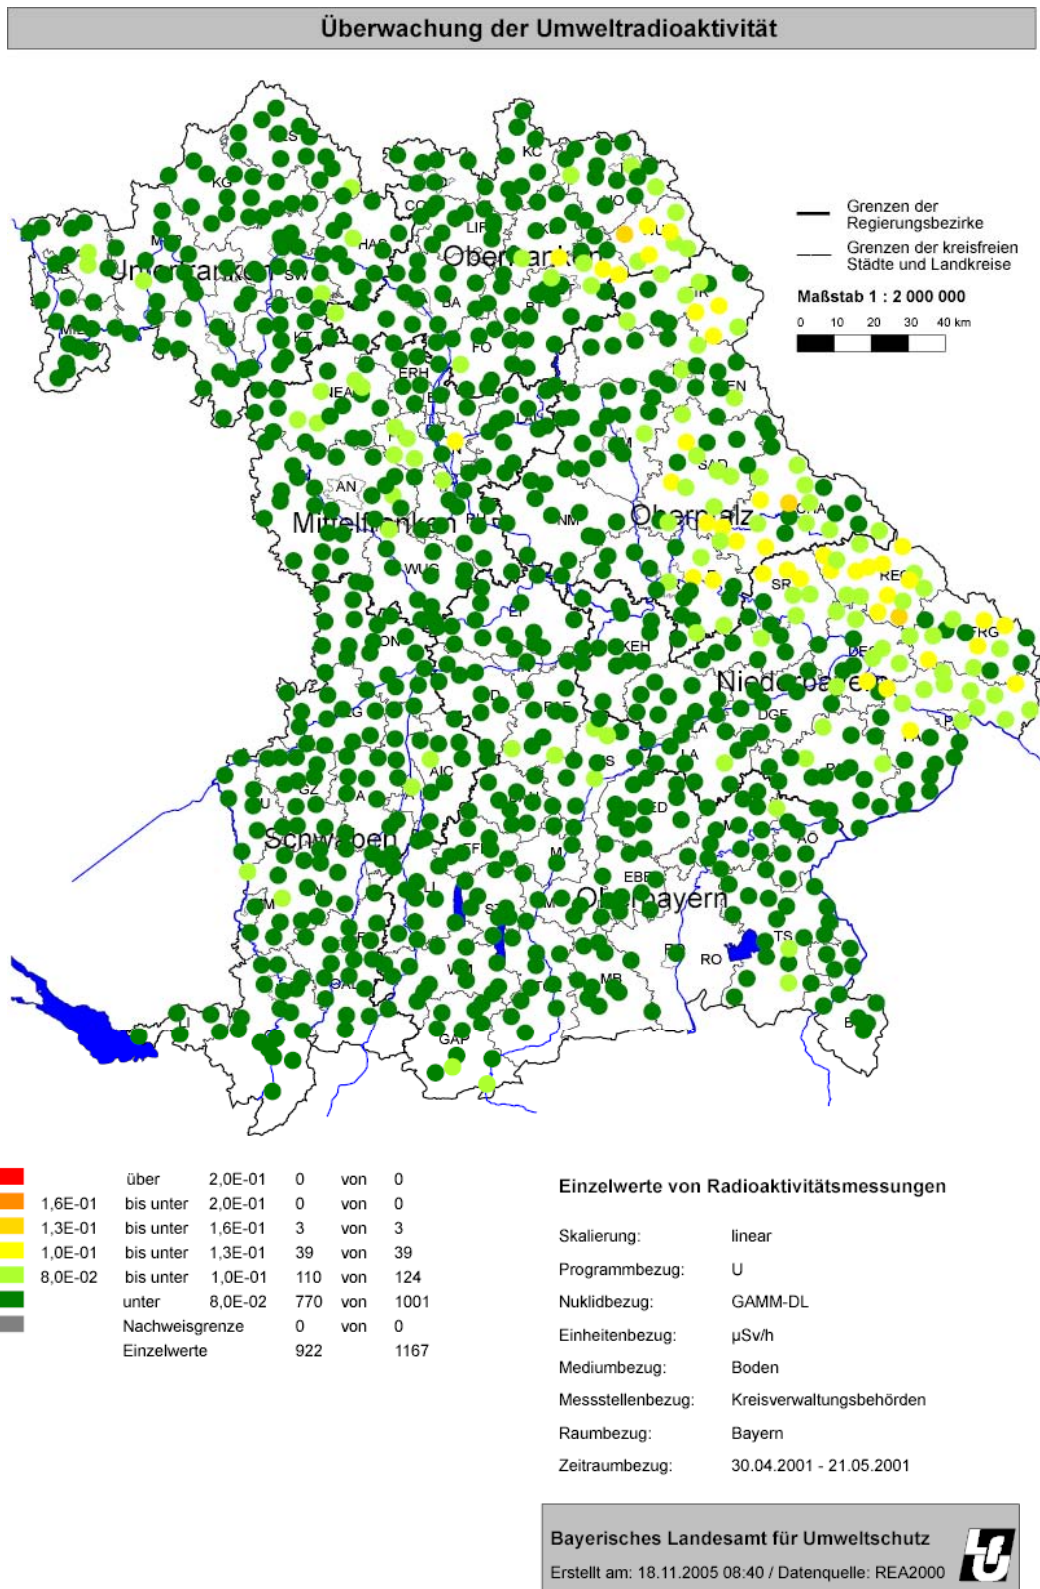 Überwachung der Umweltradioaktivität
Grenzen der
Regierungsbezirke
Grenzen der kreisfreien
Städte und Landkreise
Maßstab 1 : 2 000 000
0 10 20 30 40 km
KC
KG
Oberfranken
Unterfranken
SW
HAS
BA
FO
KT
ERH
NEA
AN
Mittelfranken
NM
Oberpfalz
SAD
CHA
WUG
SR
REG
EI
KEH
FRG
Niederbayern
DGF
LA
AIC
GZ
ED
Schwaben
AÖ
EBE
Oberbayern
TS
RO
MB
GAP
über 2,0E-01 0 von 0
1,6E-01 bis unter 2,0E-01 0 von 0
1,3E-01 bis unter 1,6E-01 3 von 3
1,0E-01 bis unter 1,3E-01 39 von 39
8,0E-02 bis unter 1,0E-01 110 von 124
unter 8,0E-02 770 von 1001
Nachweisgrenze 0 von 0
Einzelwerte 922 1167
Einzelwerte von Radioaktivitätsmessungen
Skalierung: linear
Programmbezug: U
Nuklidbezug: GAMM-DL
Einheitenbezug: µSv/h
Mediumbezug: Boden
Messstellenbezug: Kreisverwaltungsbehörden
Raumbezug: Bayern
Zeitraumbezug: 30.04.2001 - 21.05.2001
Bayerisches Landesamt für Umweltschutz
Erstellt am: 18.11.2005 08:40 / Datenquelle: REA2000
LfU